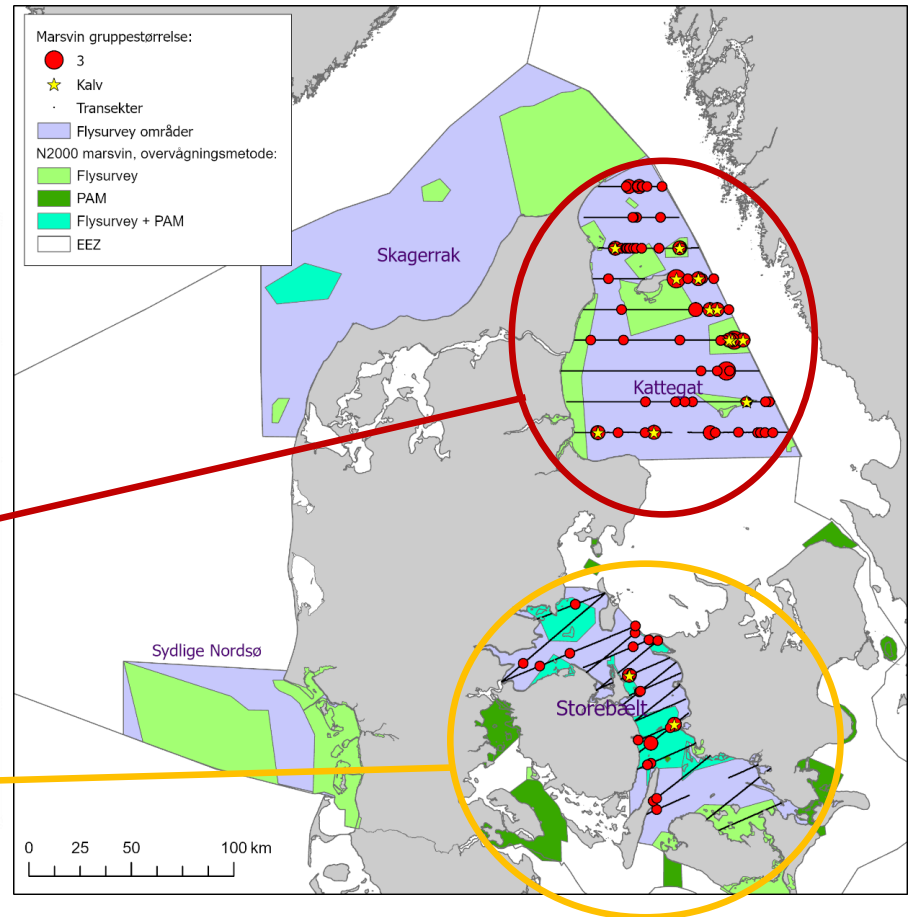 Marsvin gruppestørrelse:
3
Kalv
Transekter
Flysurvey områder
N2000 marsvin, overvågningsmetode:
Flysurvey
PAM
Flysurvey + PAM
EEZ
Skagerrak
Kattegat
Sydlige Nordsø
Storebælt
0 25 50 100 km